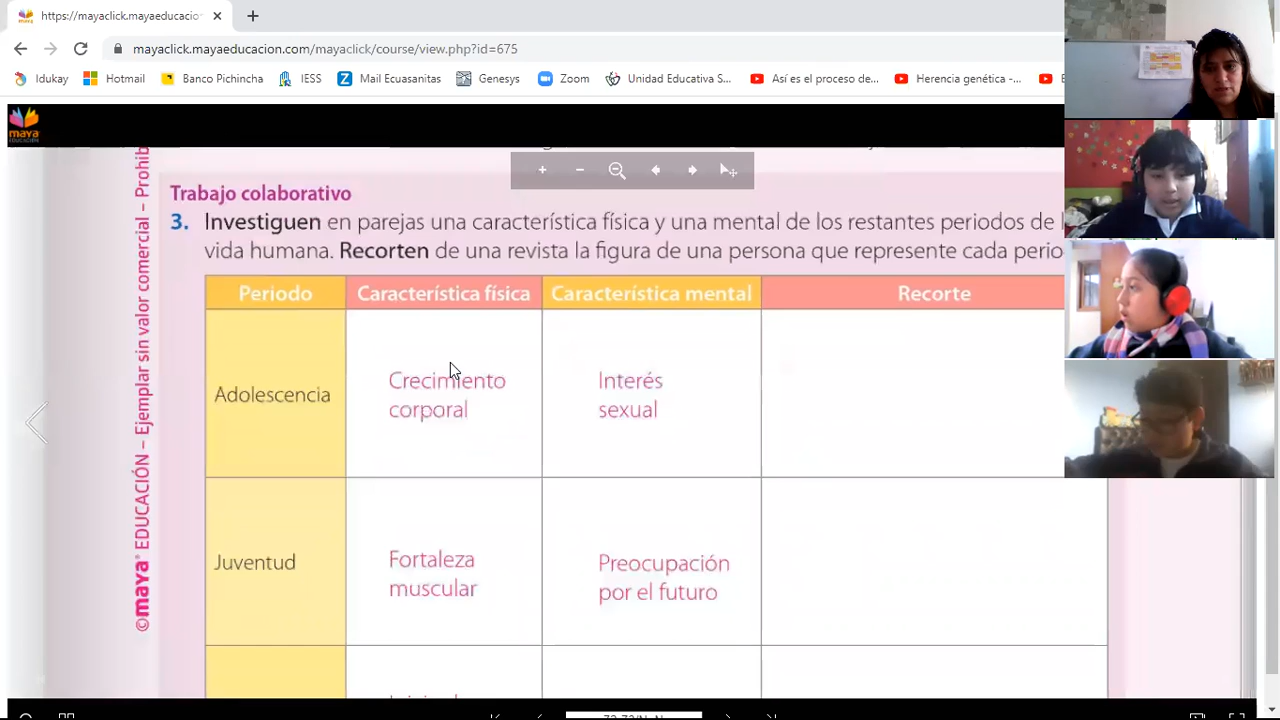 https://mayaclick.mayaeducacio
mayaclick.mayaeducacion.com/mayaclick/course/view.php?id=675
Idukay
Hotmail
Banco Pichincha
IESS
Mail Ecuasanitas
Genesys
Zoom
Unidad Educativa S...
Así es el proceso de...
Herencia genética -...
maya
EDUCACIÓN
©maya® EDUCACIÓN – Ejemplar sin valor comercial – Prohib
Trabajo colaborativo
3. Investiguen en parejas una característica física y una mental de los restantes periodos de l
vida humana. Recorten de una revista la figura de una persona que represente cada perio
Periodo Característica física Característica mental Recorte
Adolescencia
Crecimiento
corporal
Interés
sexual
Juventud
Fortaleza
muscular
Preocupación
por el futuro